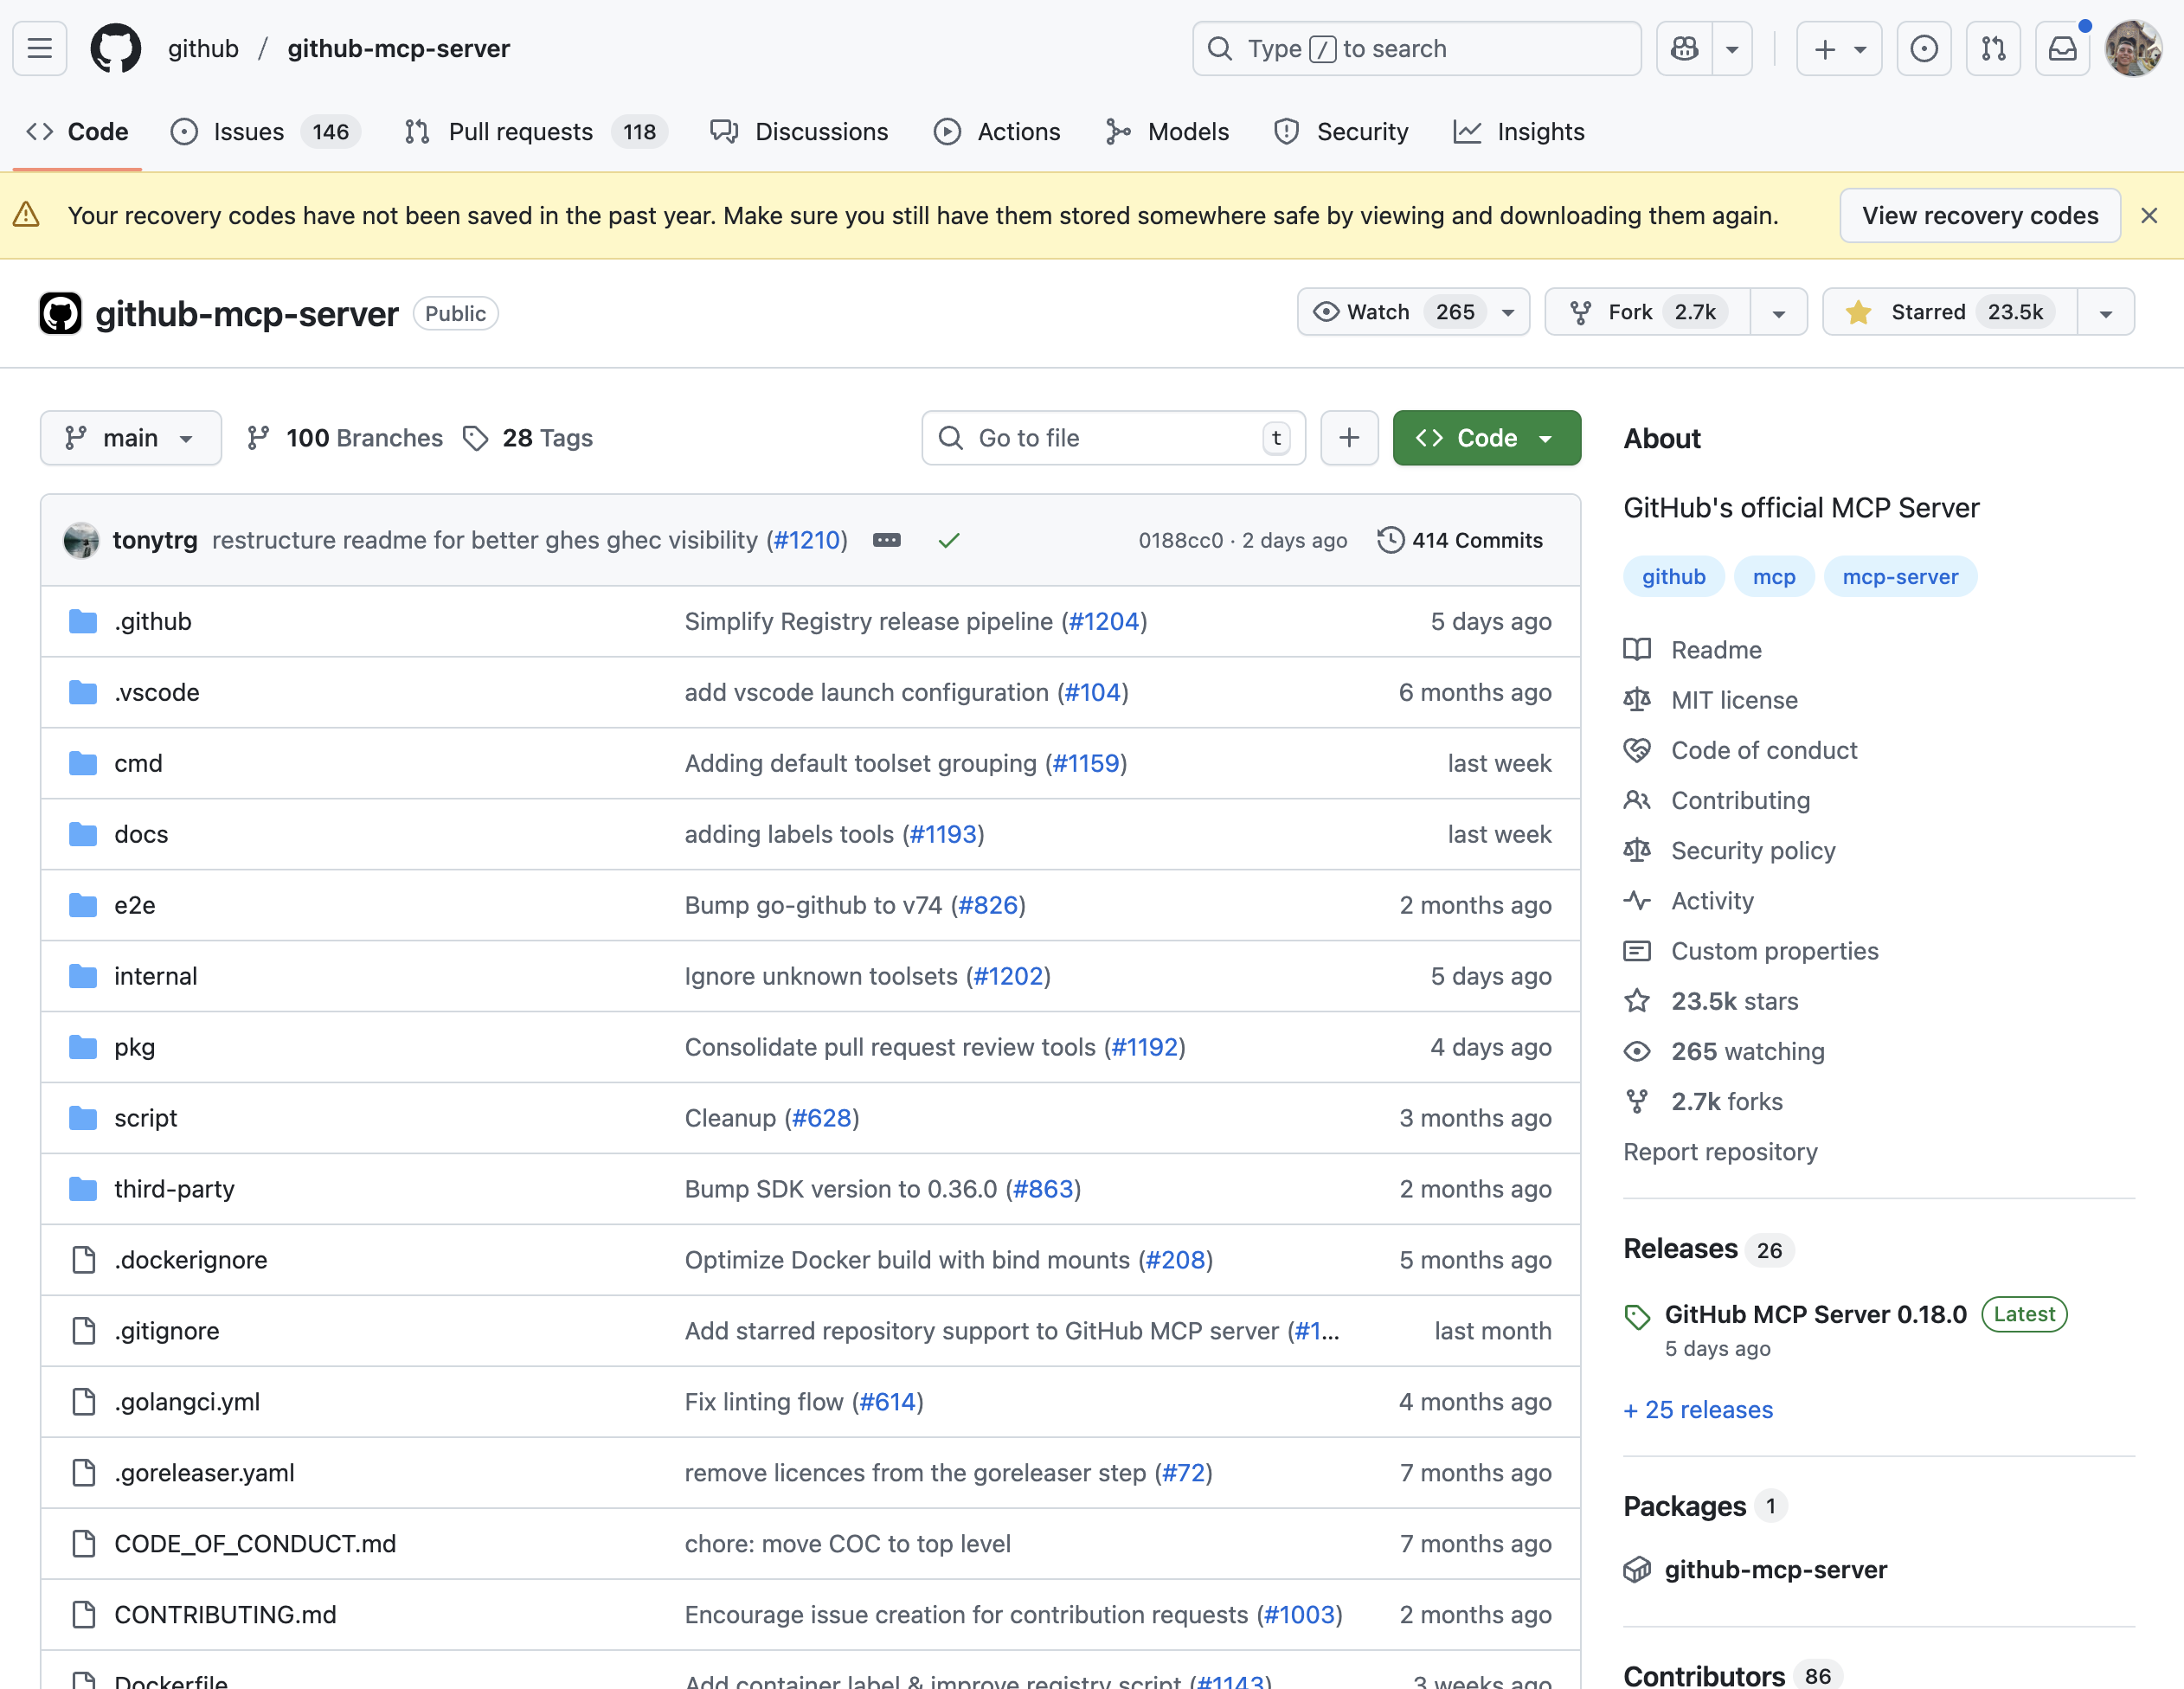 github / github-mcp-server
Type / to search
Code
Issues 146
Pull requests 118
Discussions
Actions
Models
Security
Insights
Your recovery codes have not been saved in the past year. Make sure you still have them stored somewhere safe by viewing and downloading them again.
View recovery codes
github-mcp-server Public
Watch 265
Fork 2.7k
Starred 23.5k
main
100 Branches
28 Tags
Go to file t
Code
tonytrg restructure readme for better ghes ghec visibility (#1210)
0188cc0 · 2 days ago
414 Commits
.github Simplify Registry release pipeline (#1204) 5 days ago
.vscode add vscode launch configuration (#104) 6 months ago
cmd Adding default toolset grouping (#1159) last week
docs adding labels tools (#1193) last week
e2e Bump go-github to v74 (#826) 2 months ago
internal Ignore unknown toolsets (#1202) 5 days ago
pkg Consolidate pull request review tools (#1192) 4 days ago
script Cleanup (#628) 3 months ago
third-party Bump SDK version to 0.36.0 (#863) 2 months ago
.dockerignore Optimize Docker build with bind mounts (#208) 5 months ago
.gitignore Add starred repository support to GitHub MCP server (#1... last month
.golangci.yml Fix linting flow (#614) 4 months ago
.goreleaser.yaml remove licences from the goreleaser step (#72) 7 months ago
CODE_OF_CONDUCT.md chore: move COC to top level 7 months ago
CONTRIBUTING.md Encourage issue creation for contribution requests (#1003) 2 months ago
Dockerfile Add container label & improve registry script (#1143) 3 weeks ago
About
GitHub's official MCP Server
github mcp mcp-server
Readme
MIT license
Code of conduct
Contributing
Security policy
Activity
Custom properties
23.5k stars
265 watching
2.7k forks
Report repository
Releases 26
GitHub MCP Server 0.18.0 Latest
5 days ago
+ 25 releases
Packages 1
github-mcp-server
Contributors 86